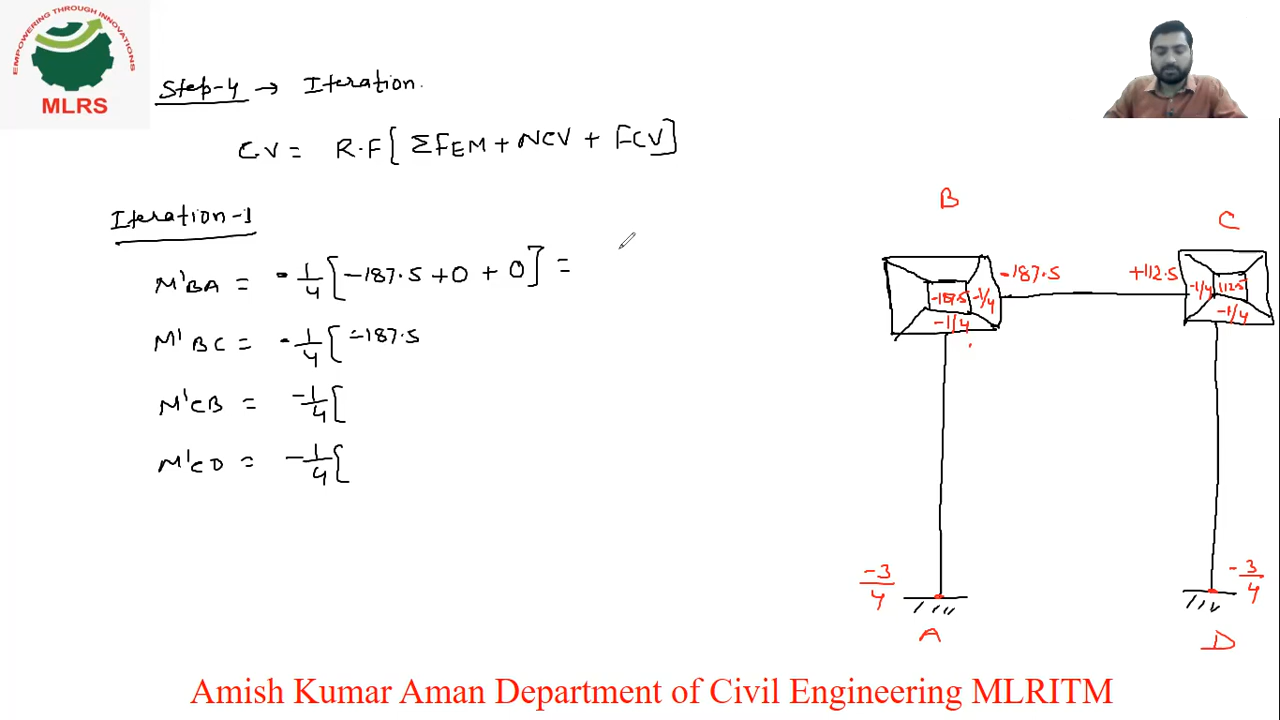 EMPOWERING THROUGH INNOVATIONS
MLRS
Step-4 → Iteration.
CV = R.F [ ΣFEM + NCV + FCV ]
Iteration-1
M'BA = -1/4 [ -187.5 + 0 + 0 ] =
M'BC = -1/4 [ -187.5
M'CB = -1/4 [
M'CD = -1/4 [
B
C
-187.5
+112.5
-187.5
-1/4
-1/4
-1/4
112.5
-1/4
-3/4
-3/4
A
D
Amish Kumar Aman Department of Civil Engineering MLRITM